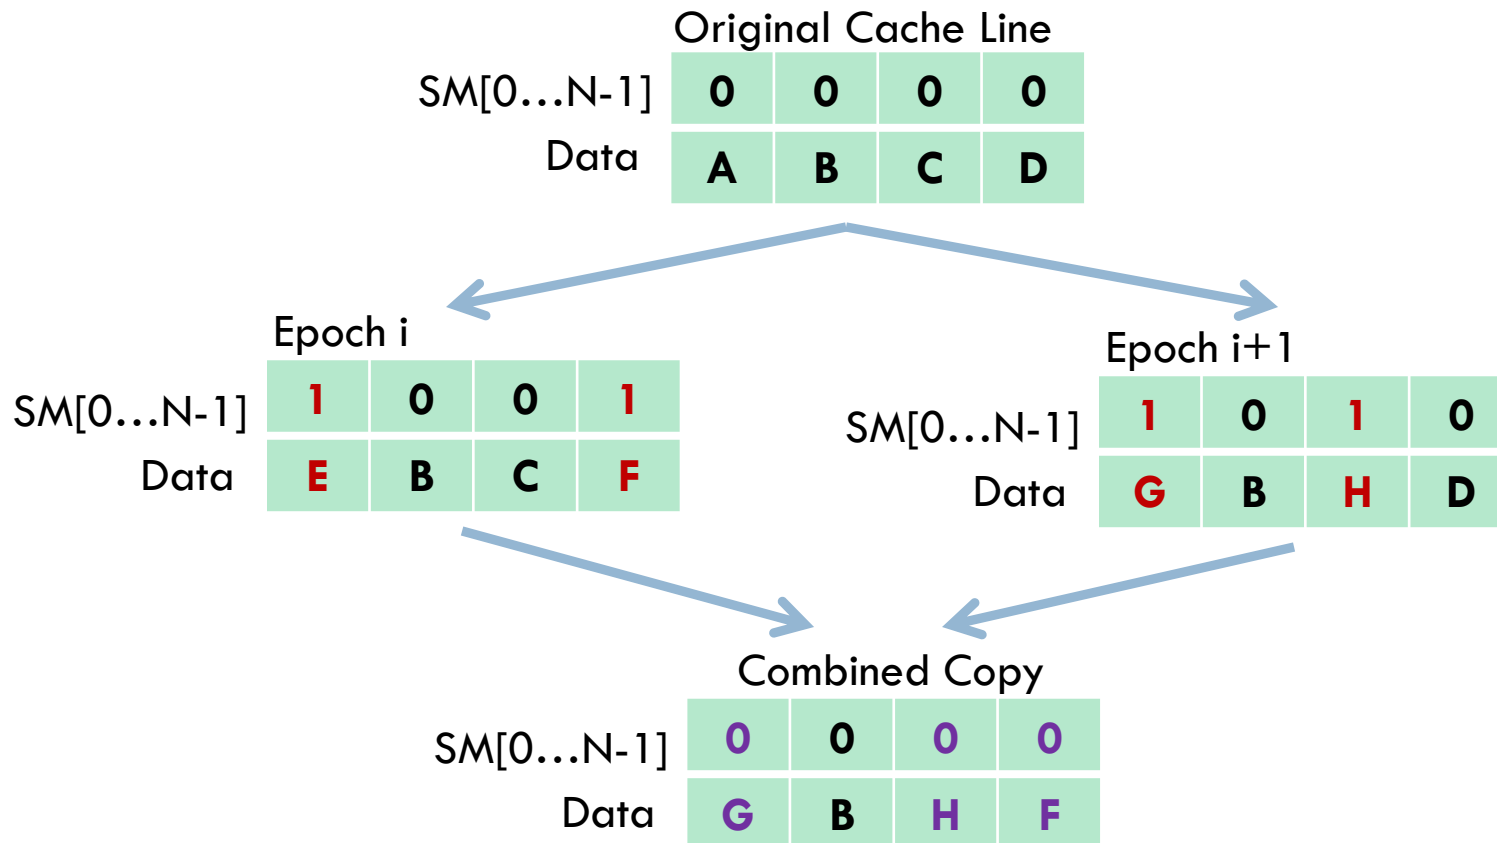 Original Cache Line
SM[0...N-1] 0 0 0 0
Data A B C D
Epoch i
SM[0...N-1] 1 0 0 1
Data E B C F
Epoch i+1
SM[0...N-1] 1 0 1 0
Data G B H D
Combined Copy
SM[0...N-1] 0 0 0 0
Data G B H F